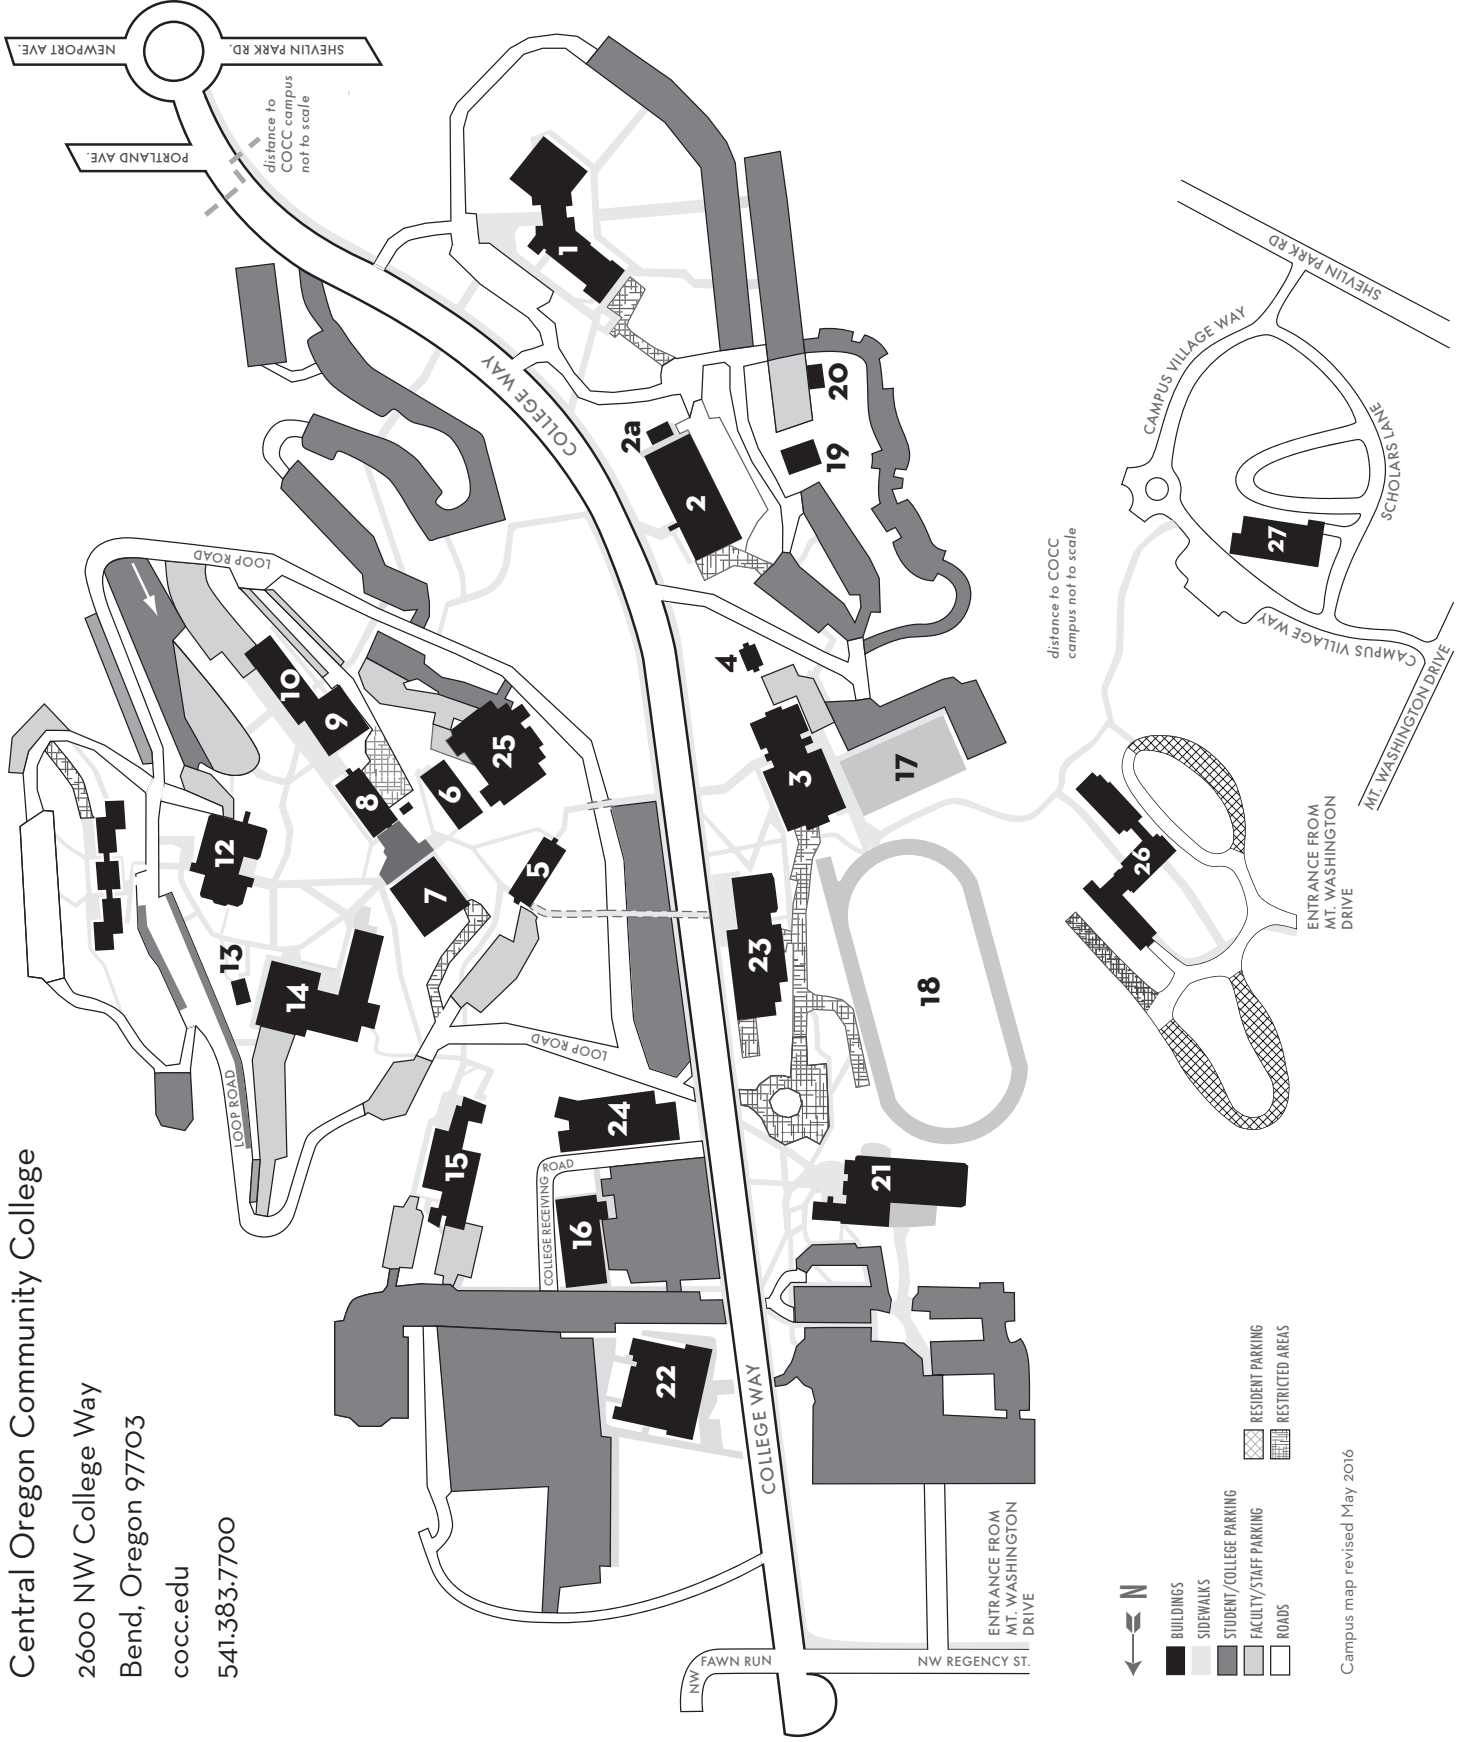 Central Oregon Community College
2600 NW College Way
Bend, Oregon 97703
cocc.edu
541.383.7700
NEWPORT AVE.
SHEVLIN PARK RD.
PORTLAND AVE.
distance to
COCC campus
not to scale
COLLEGE WAY
LOOP ROAD
LOOP ROAD
LOOP ROAD
COLLEGE RECEIVING ROAD
COLLEGE WAY
NW FAWN RUN
NW REGENCY ST.
ENTRANCE FROM
MT. WASHINGTON
DRIVE
1
2a
2
20
19
4
3
17
10
9
8
25
6
5
7
12
13
14
23
18
15
24
16
21
22
26
27
distance to COCC
campus not to scale
SHEVLIN PARK RD
CAMPUS VILLAGE WAY
SCHOLARS LANE
CAMPUS VILLAGE WAY
MT. WASHINGTON DRIVE
ENTRANCE FROM
MT. WASHINGTON
DRIVE
N
BUILDINGS
SIDEWALKS
STUDENT/COLLEGE PARKING
FACULTY/STAFF PARKING
ROADS
RESIDENT PARKING
RESTRICTED AREAS
Campus map revised May 2016